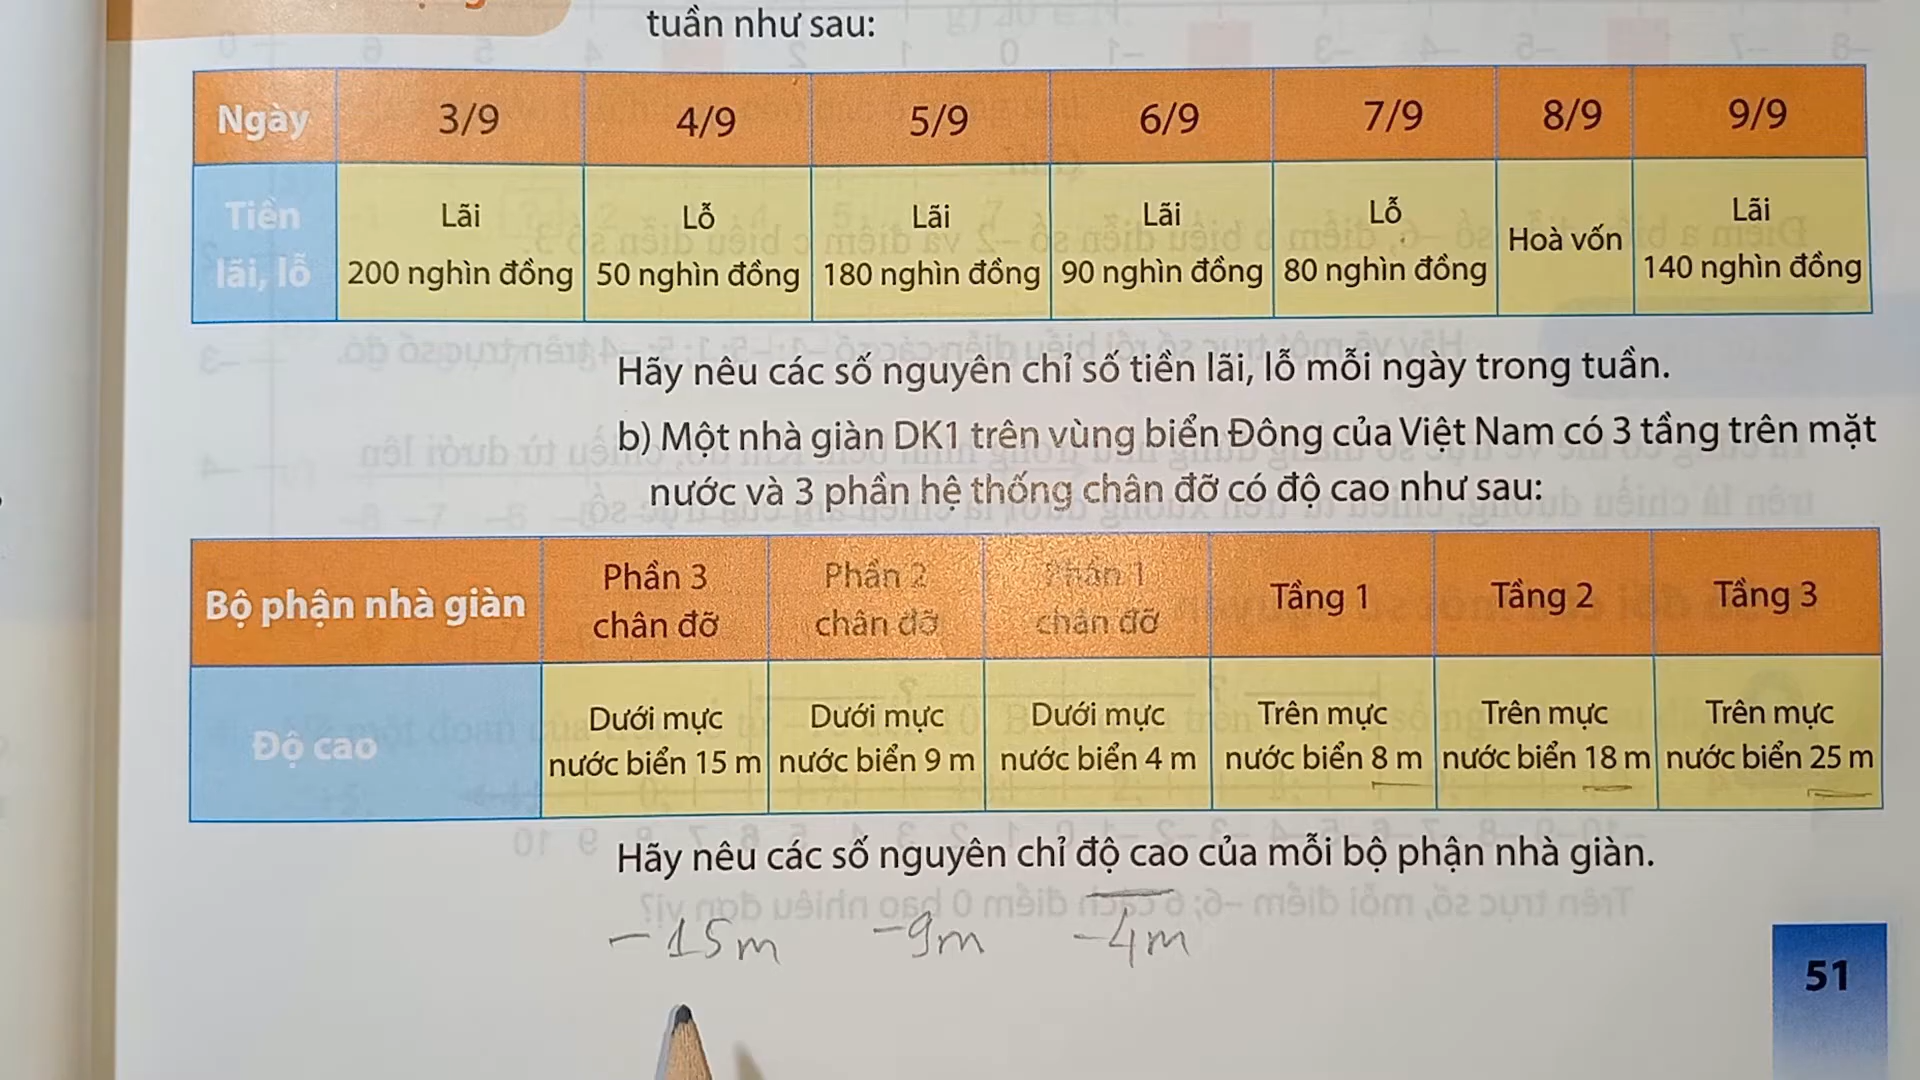 tuần như sau:
Ngày 3/9 4/9 5/9 6/9 7/9 8/9 9/9
Tiền lãi, lỗ
Lãi 200 nghìn đồng
Lỗ 50 nghìn đồng
Lãi 180 nghìn đồng
Lãi 90 nghìn đồng
Lỗ 80 nghìn đồng
Hoà vốn
Lãi 140 nghìn đồng
Hãy nêu các số nguyên chỉ số tiền lãi, lỗ mỗi ngày trong tuần.
b) Một nhà giàn DK1 trên vùng biển Đông của Việt Nam có 3 tầng trên mặt
nước và 3 phần hệ thống chân đỡ có độ cao như sau:
Bộ phận nhà giàn
Phần 3 chân đỡ
Phần 2 chân đỡ
Phần 1 chân đỡ
Tầng 1
Tầng 2
Tầng 3
Độ cao
Dưới mực nước biển 15 m
Dưới mực nước biển 9 m
Dưới mực nước biển 4 m
Trên mực nước biển 8 m
Trên mực nước biển 18 m
Trên mực nước biển 25 m
Hãy nêu các số nguyên chỉ độ cao của mỗi bộ phận nhà giàn.
-15m -9m -4m
51